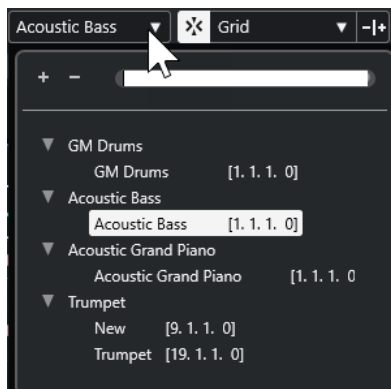 Acoustic Bass Grid
+ −
GM Drums
GM Drums [1. 1. 1. 0]
Acoustic Bass
Acoustic Bass [1. 1. 1. 0]
Acoustic Grand Piano
Acoustic Grand Piano [1. 1. 1. 0
Trumpet
New [9. 1. 1. 0]
Trumpet [19. 1. 1. 0]